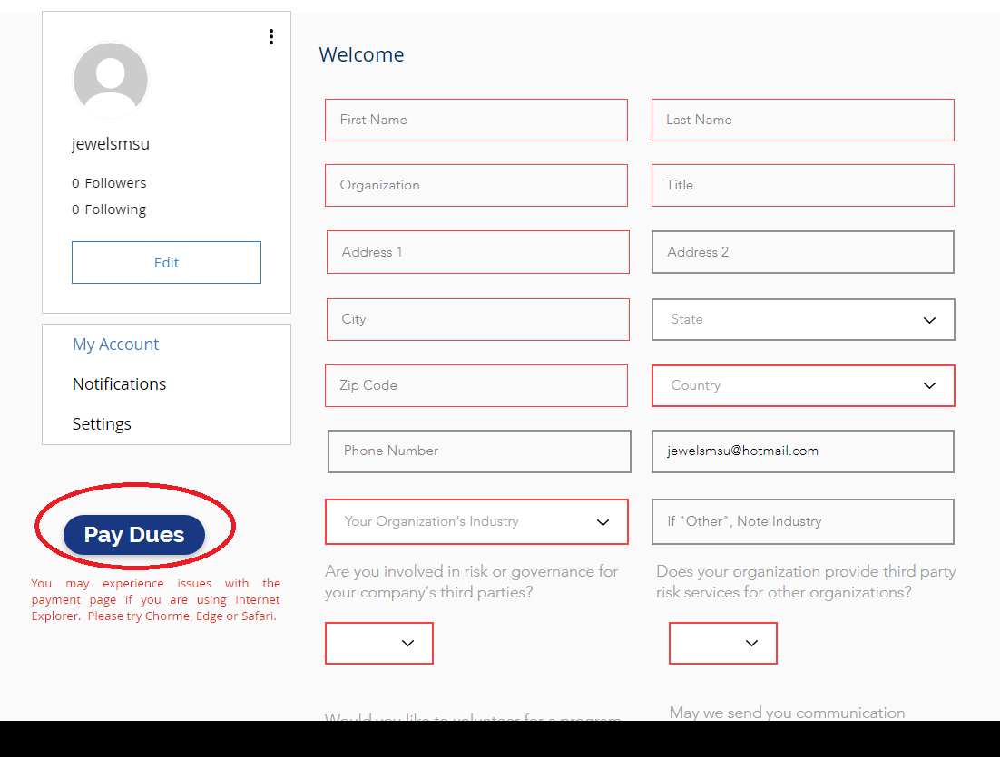 jewelsmsu
0 Followers
0 Following
Edit
My Account
Notifications
Settings
Pay Dues
You may experience issues with the
payment page if you are using Internet
Explorer. Please try Chorme, Edge or Safari.
Welcome
First Name
Last Name
Organization
Title
Address 1
Address 2
City
State
Zip Code
Country
Phone Number
jewelsmsu@hotmail.com
Your Organization's Industry
If "Other", Note Industry
Are you involved in risk or governance for
your company's third parties?
Does your organization provide third party
risk services for other organizations?
Would you like to volunteer for a program
May we send you communication